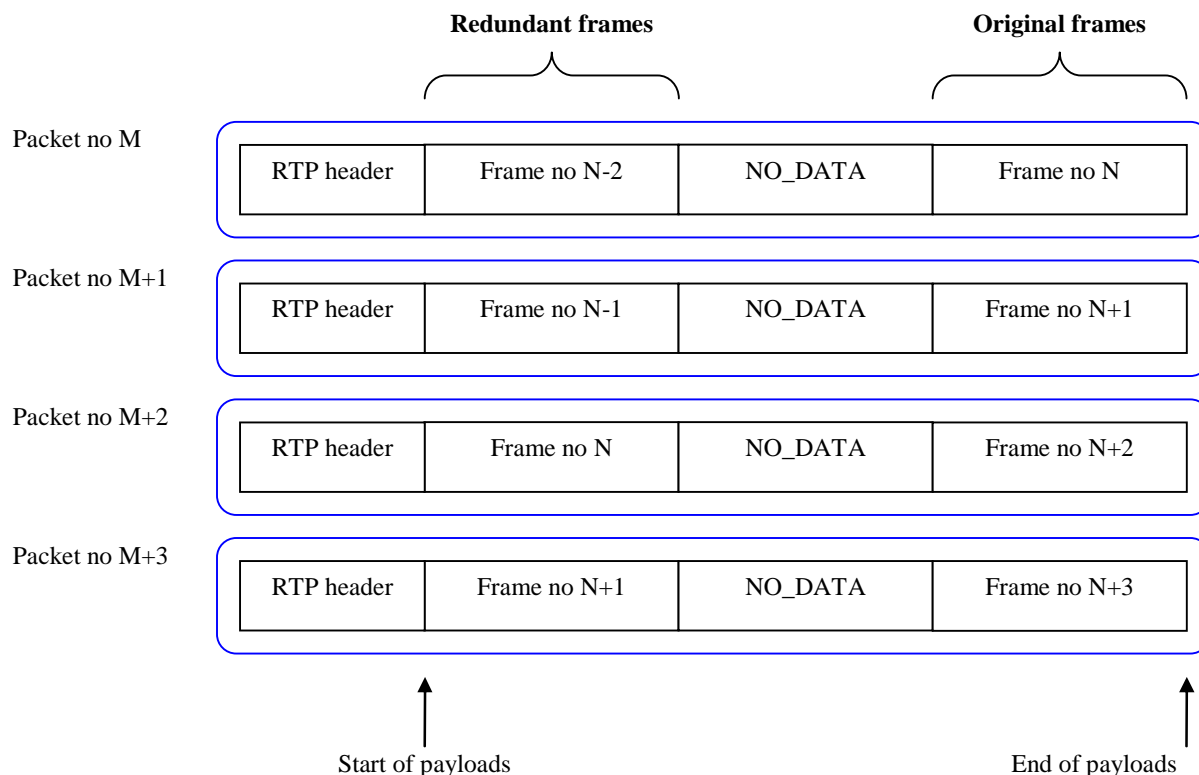 Redundant frames Original frames
Packet no M
RTP header Frame no N-2 NO_DATA Frame no N
Packet no M+1
RTP header Frame no N-1 NO_DATA Frame no N+1
Packet no M+2
RTP header Frame no N NO_DATA Frame no N+2
Packet no M+3
RTP header Frame no N+1 NO_DATA Frame no N+3
Start of payloads End of payloads